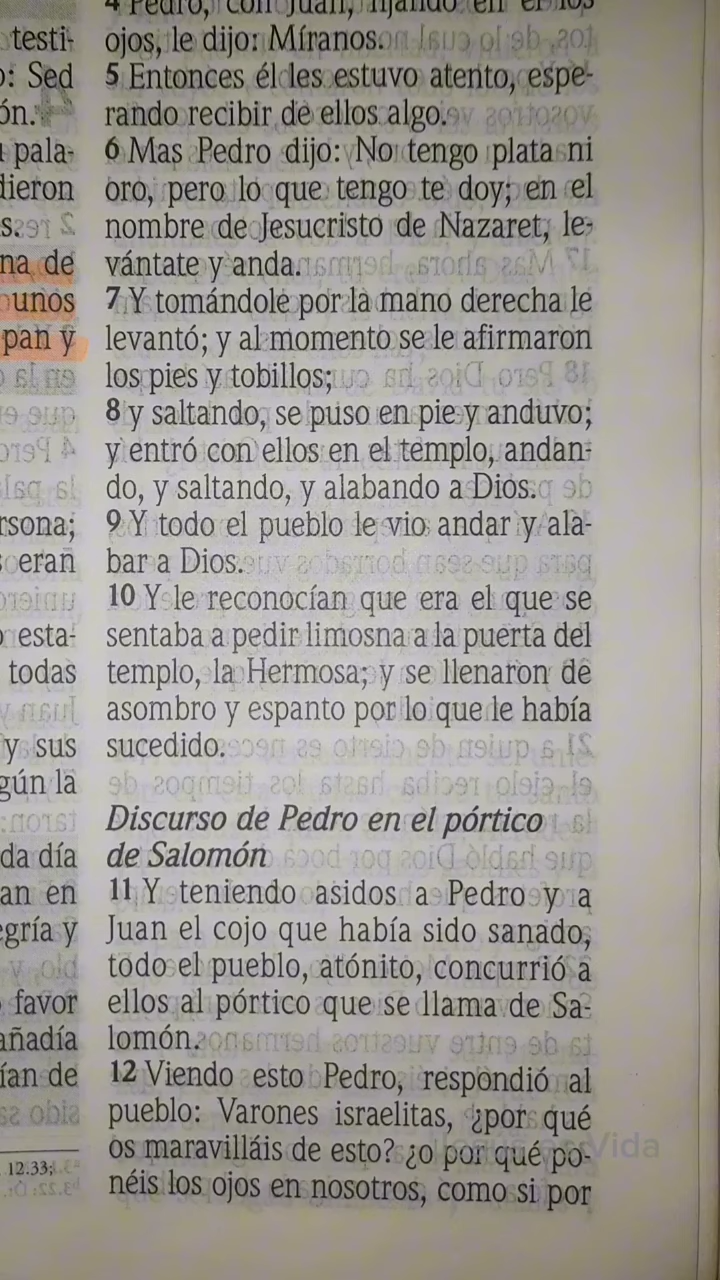 testi-
: Sed
ón.
pala-
dieron
s.
na de
unos
pan y
rsona;
eran
esta-
todas
y sus
gún la
da día
an en
egría y
favor
añadía
ían de
12.33;
4 Pedro, con Juan, fijando en él los
ojos, le dijo: Míranos.
5 Entonces él les estuvo atento, espe-
rando recibir de ellos algo.
6 Mas Pedro dijo: No tengo plata ni
oro, pero lo que tengo te doy; en el
nombre de Jesucristo de Nazaret, le-
vántate y anda.
7 Y tomándole por la mano derecha le
levantó; y al momento se le afirmaron
los pies y tobillos;
8 y saltando, se puso en pie y anduvo;
y entró con ellos en el templo, andan-
do, y saltando, y alabando a Dios.
9 Y todo el pueblo le vio andar y ala-
bar a Dios.
10 Y le reconocían que era el que se
sentaba a pedir limosna a la puerta del
templo, la Hermosa; y se llenaron de
asombro y espanto por lo que le había
sucedido.
Discurso de Pedro en el pórtico
de Salomón
11 Y teniendo asidos a Pedro y a
Juan el cojo que había sido sanado,
todo el pueblo, atónito, concurrió a
ellos al pórtico que se llama de Sa-
lomón.
12 Viendo esto Pedro, respondió al
pueblo: Varones israelitas, ¿por qué
os maravilláis de esto? ¿o por qué po-
néis los ojos en nosotros, como si por
Vida